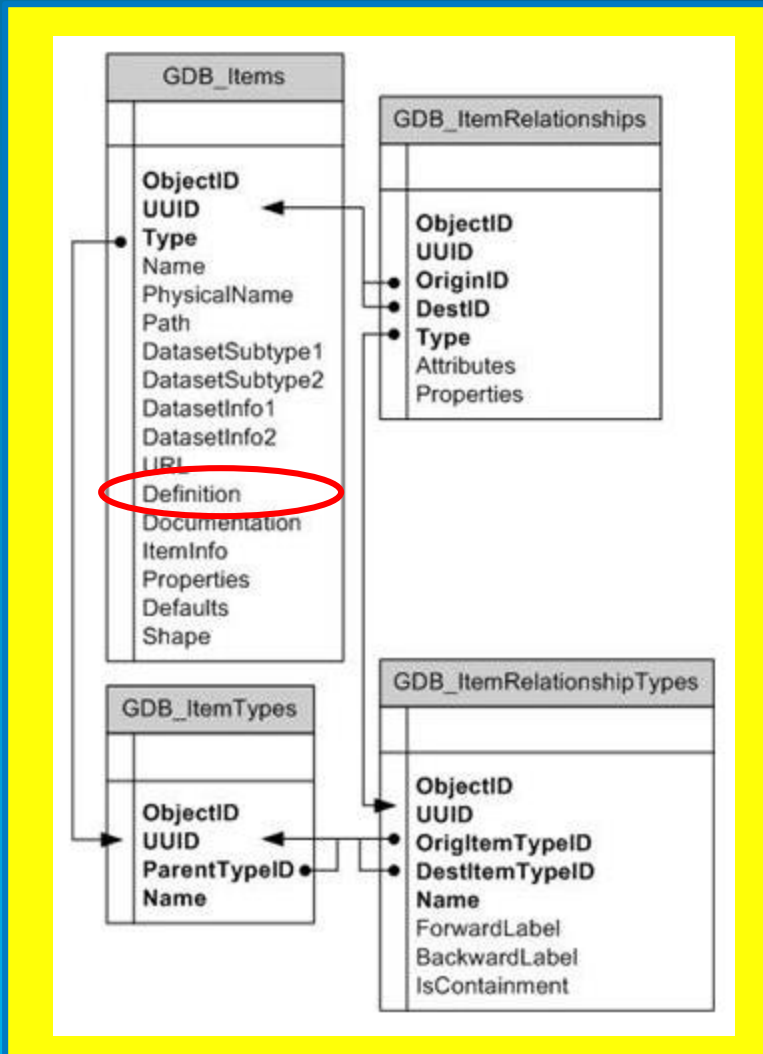 GDB_Items
ObjectID
UUID
Type
Name
PhysicalName
Path
DatasetSubtype1
DatasetSubtype2
DatasetInfo1
DatasetInfo2
URL
Definition
Documentation
ItemInfo
Properties
Defaults
Shape
GDB_ItemRelationships
ObjectID
UUID
OriginID
DestID
Type
Attributes
Properties
GDB_ItemTypes
ObjectID
UUID
ParentTypeID
Name
GDB_ItemRelationshipTypes
ObjectID
UUID
OrigItemTypeID
DestItemTypeID
Name
ForwardLabel
BackwardLabel
IsContainment